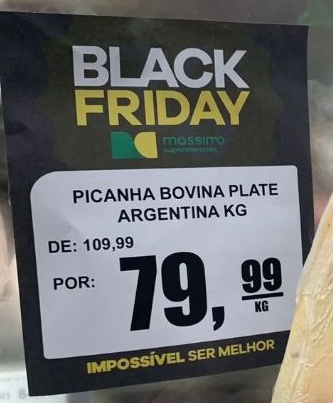 BLACK
FRIDAY
massimo
supermercados
PICANHA BOVINA PLATE
ARGENTINA KG
DE: 109,99
POR: 79,99
KG
IMPOSSÍVEL SER MELHOR